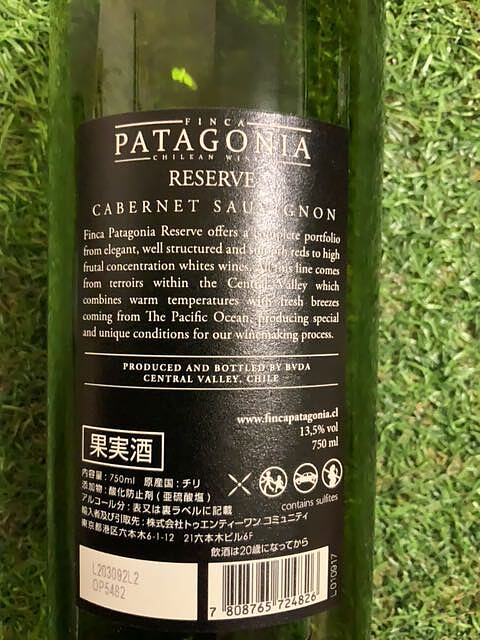 FINCA
PATAGONIA
CHILEAN WINES
RESERVE
CABERNET SAUVIGNON
Finca Patagonia Reserve offers a complete portfolio
from elegant, well structured and smooth reds to high
frutal concentration whites wines. All this line comes
from terroirs within the Central Valley which
combines warm temperatures with fresh breezes
coming from The Pacific Ocean, producing special
and unique conditions for our winemaking process.
PRODUCED AND BOTTLED BY BVDA
CENTRAL VALLEY, CHILE
www.fincapatagonia.cl
13,5% vol
750 ml
果実酒
内容量：750ml 原産国：チリ
添加物：酸化防止剤(亜硫酸塩)
アルコール分：表又は裏ラベルに記載
輸入者及び引取先：株式会社トゥエンティーワン コミュニティ
東京都港区六本木6-1-12 21六本木ビル6F
contains sulfites
飲酒は20歳になってから
L203092L2
OP5482
7 808765 724826
L010917